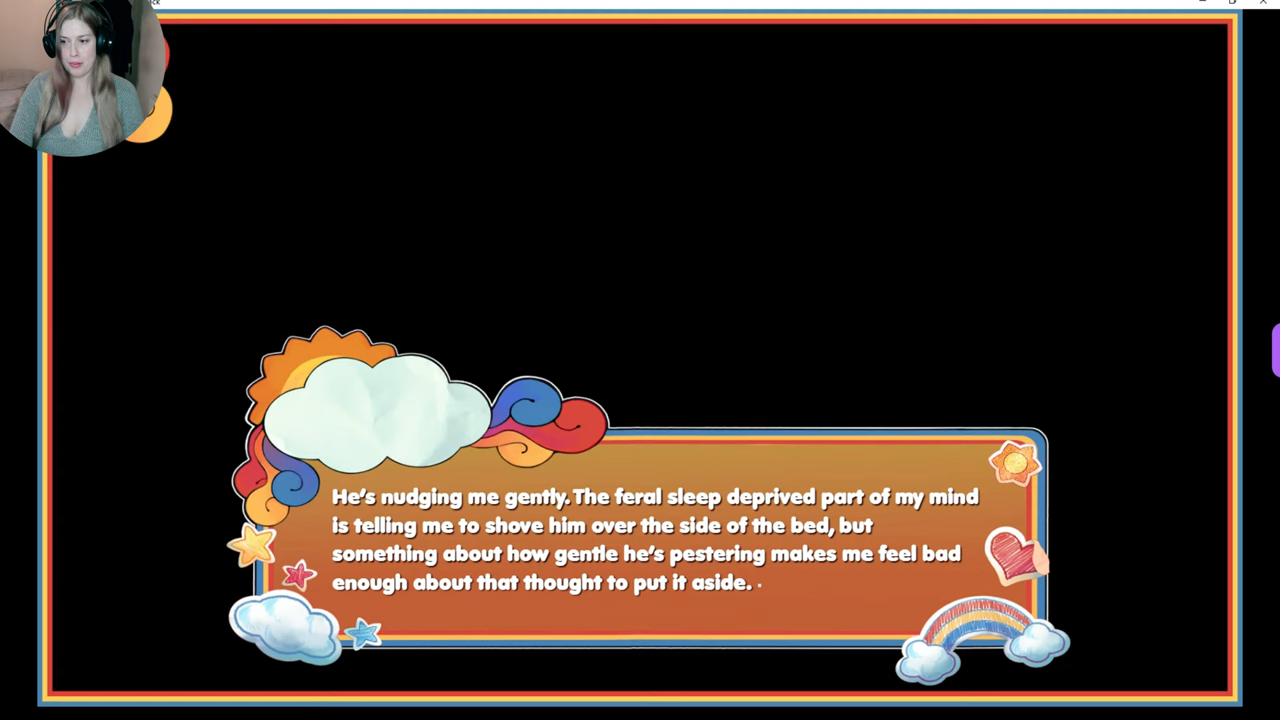 He's nudging me gently. The feral sleep deprived part of my mind
is telling me to shove him over the side of the bed, but
something about how gentle he's pestering makes me feel bad
enough about that thought to put it aside.